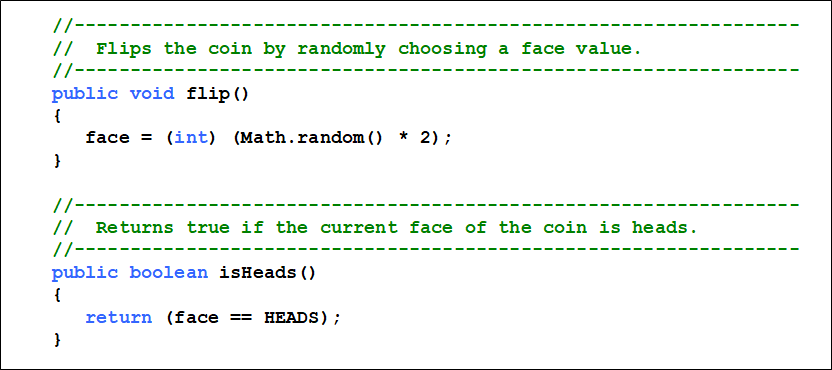 //-----------------------------------------------------------------
//  Flips the coin by randomly choosing a face value.
//-----------------------------------------------------------------
public void flip()
{
   face = (int) (Math.random() * 2);
}
//-----------------------------------------------------------------
//  Returns true if the current face of the coin is heads.
//-----------------------------------------------------------------
public boolean isHeads()
{
   return (face == HEADS);
}